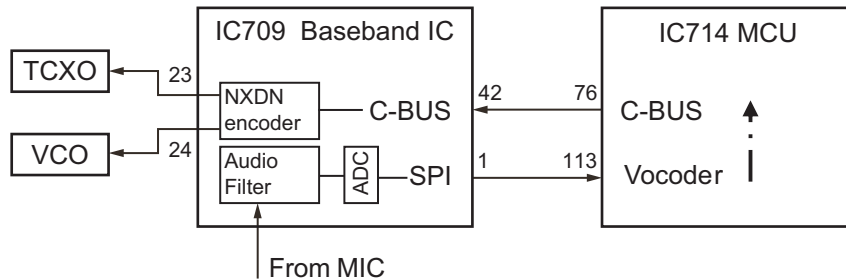 IC709 Baseband IC
IC714 MCU
TCXO
23
NXDN
encoder
C-BUS
42
76
C-BUS
VCO
24
Audio
Filter
ADC
SPI
1
113
Vocoder
From MIC